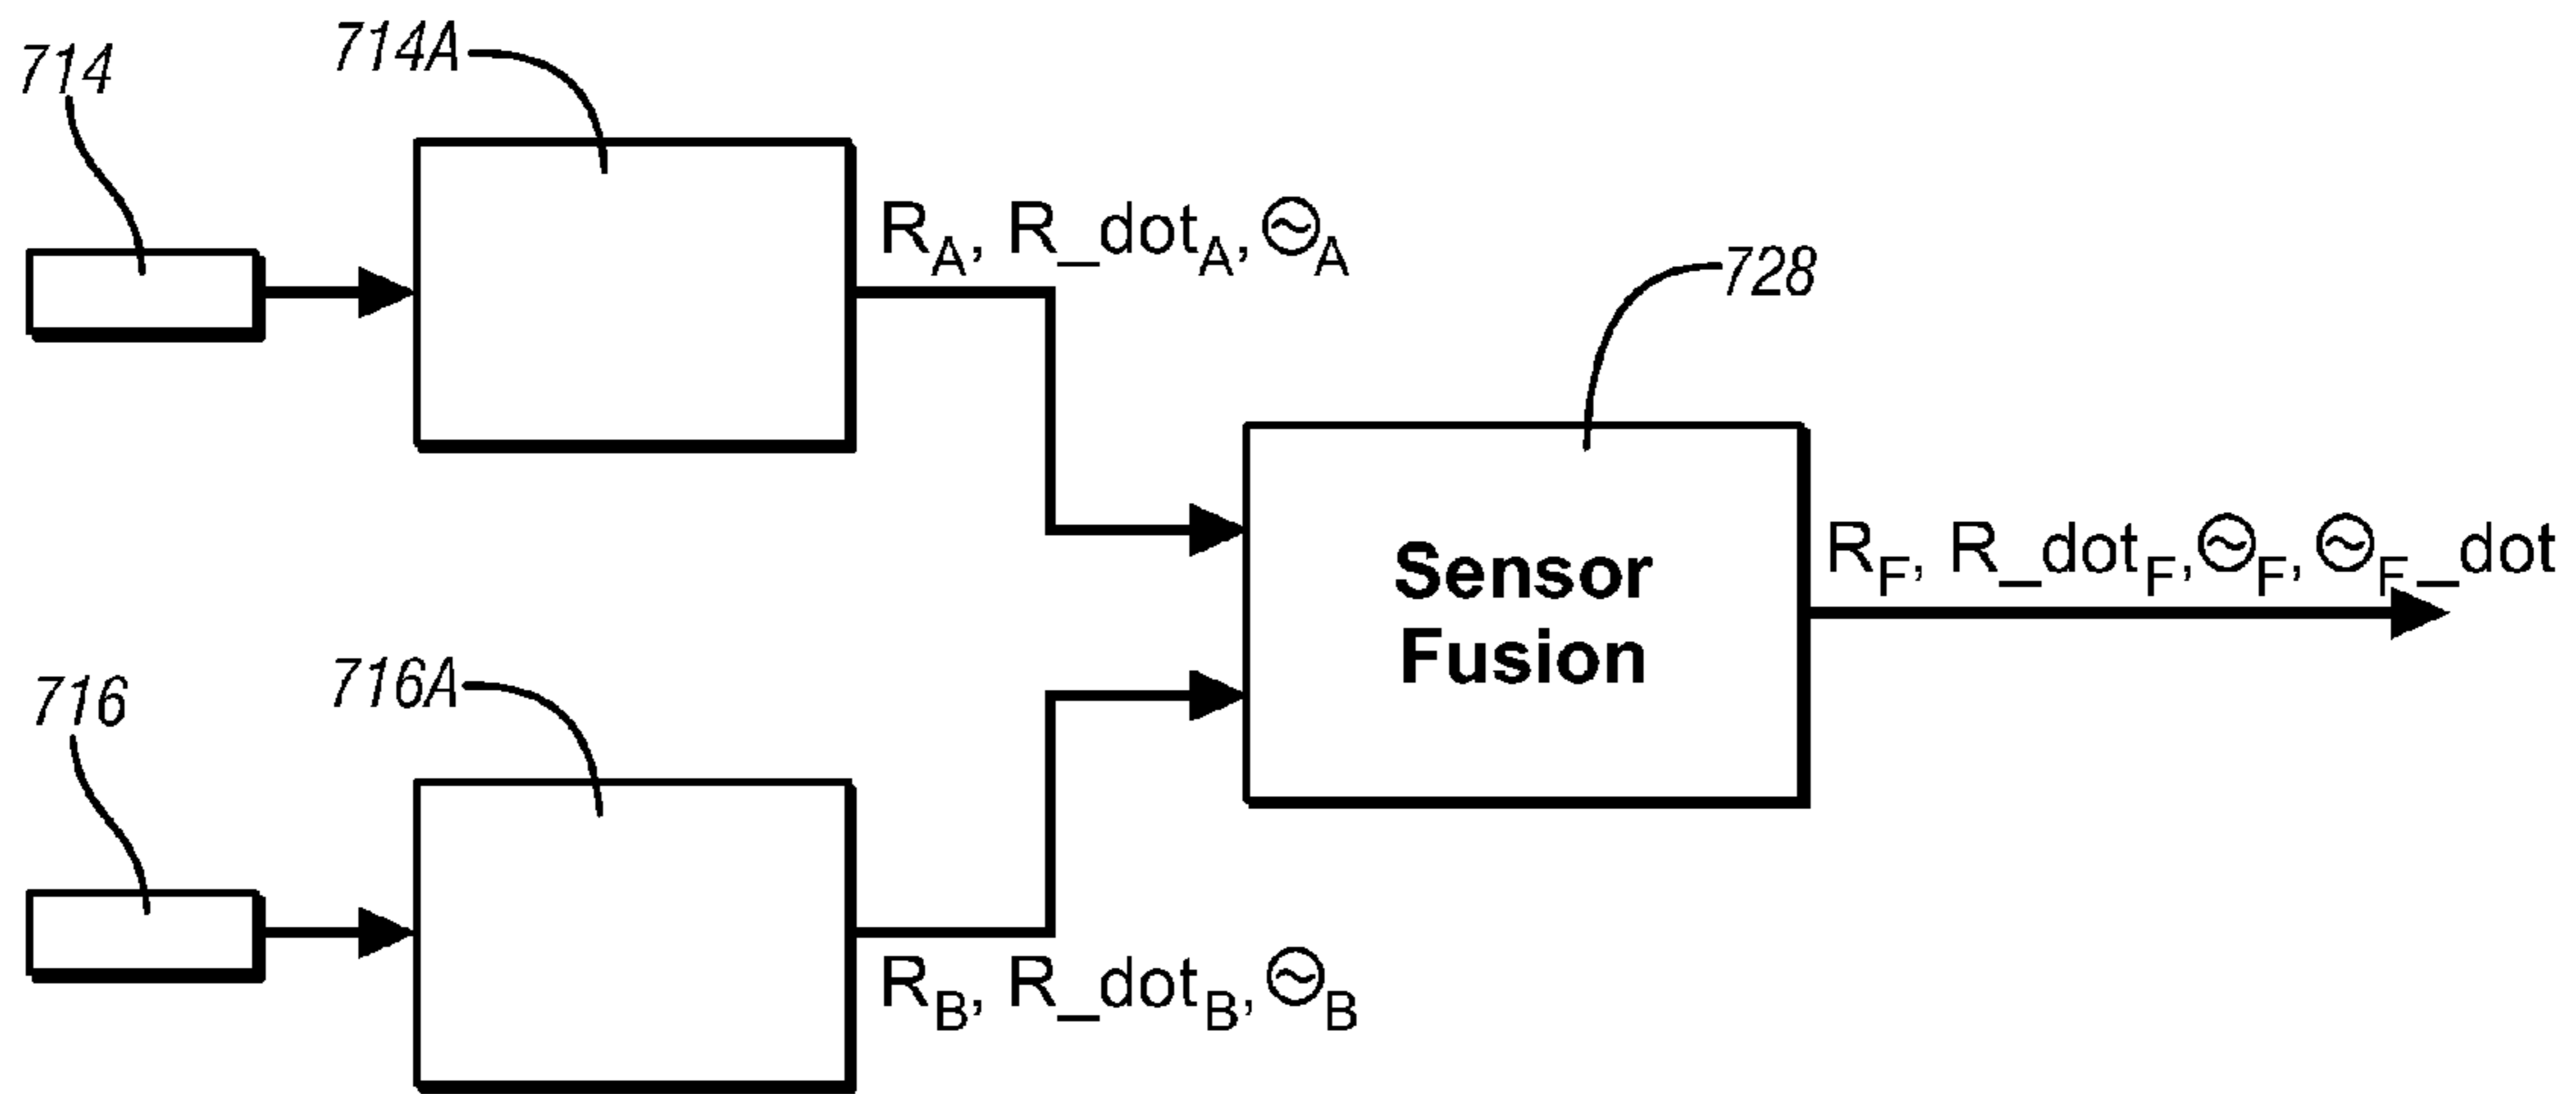 714
714A
R_A, R_dot_A, Θ_A
728
Sensor
Fusion
R_F, R_dot_F, Θ_F, Θ_F_dot
716
716A
R_B, R_dot_B, Θ_B